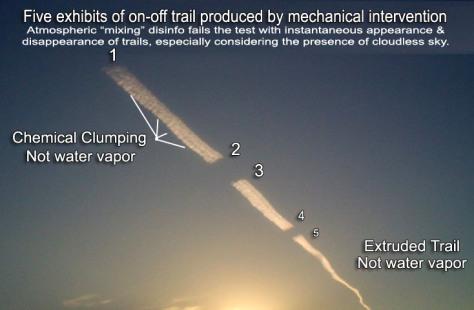 Five exhibits of on-off trail produced by mechanical intervention
Atmospheric "mixing" disinfo fails the test with instantaneous appearance &
disappearance of trails, especially considering the presence of cloudless sky.
1
Chemical Clumping
Not water vapor
2
3
4
5
Extruded Trail
Not water vapor